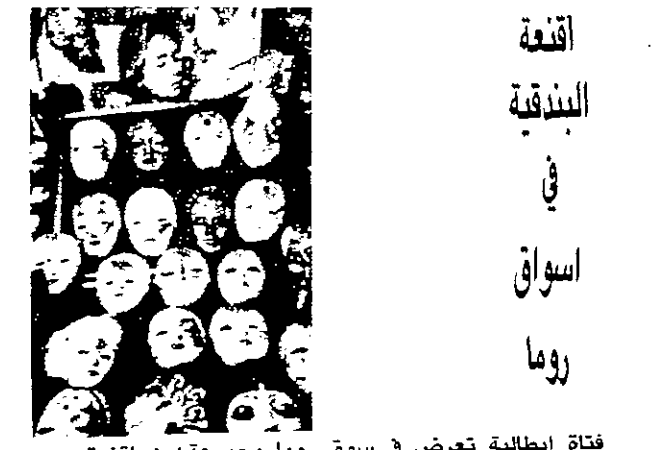 اقنعة
البندقية
في
اسواق
روما
فتاة ايطالية تعرض في سوق